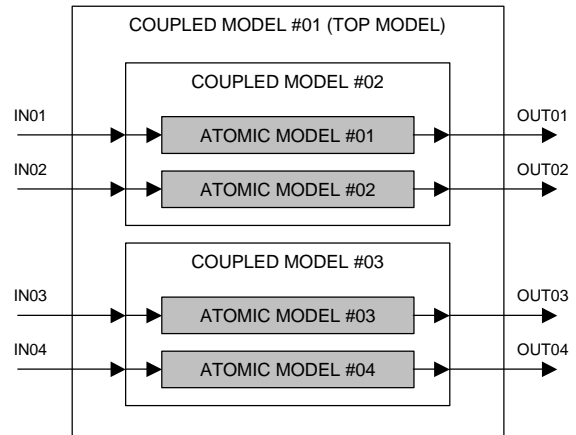 COUPLED MODEL #01 (TOP MODEL)
COUPLED MODEL #02
IN01
ATOMIC MODEL #01
OUT01
IN02
ATOMIC MODEL #02
OUT02
COUPLED MODEL #03
IN03
ATOMIC MODEL #03
OUT03
IN04
ATOMIC MODEL #04
OUT04